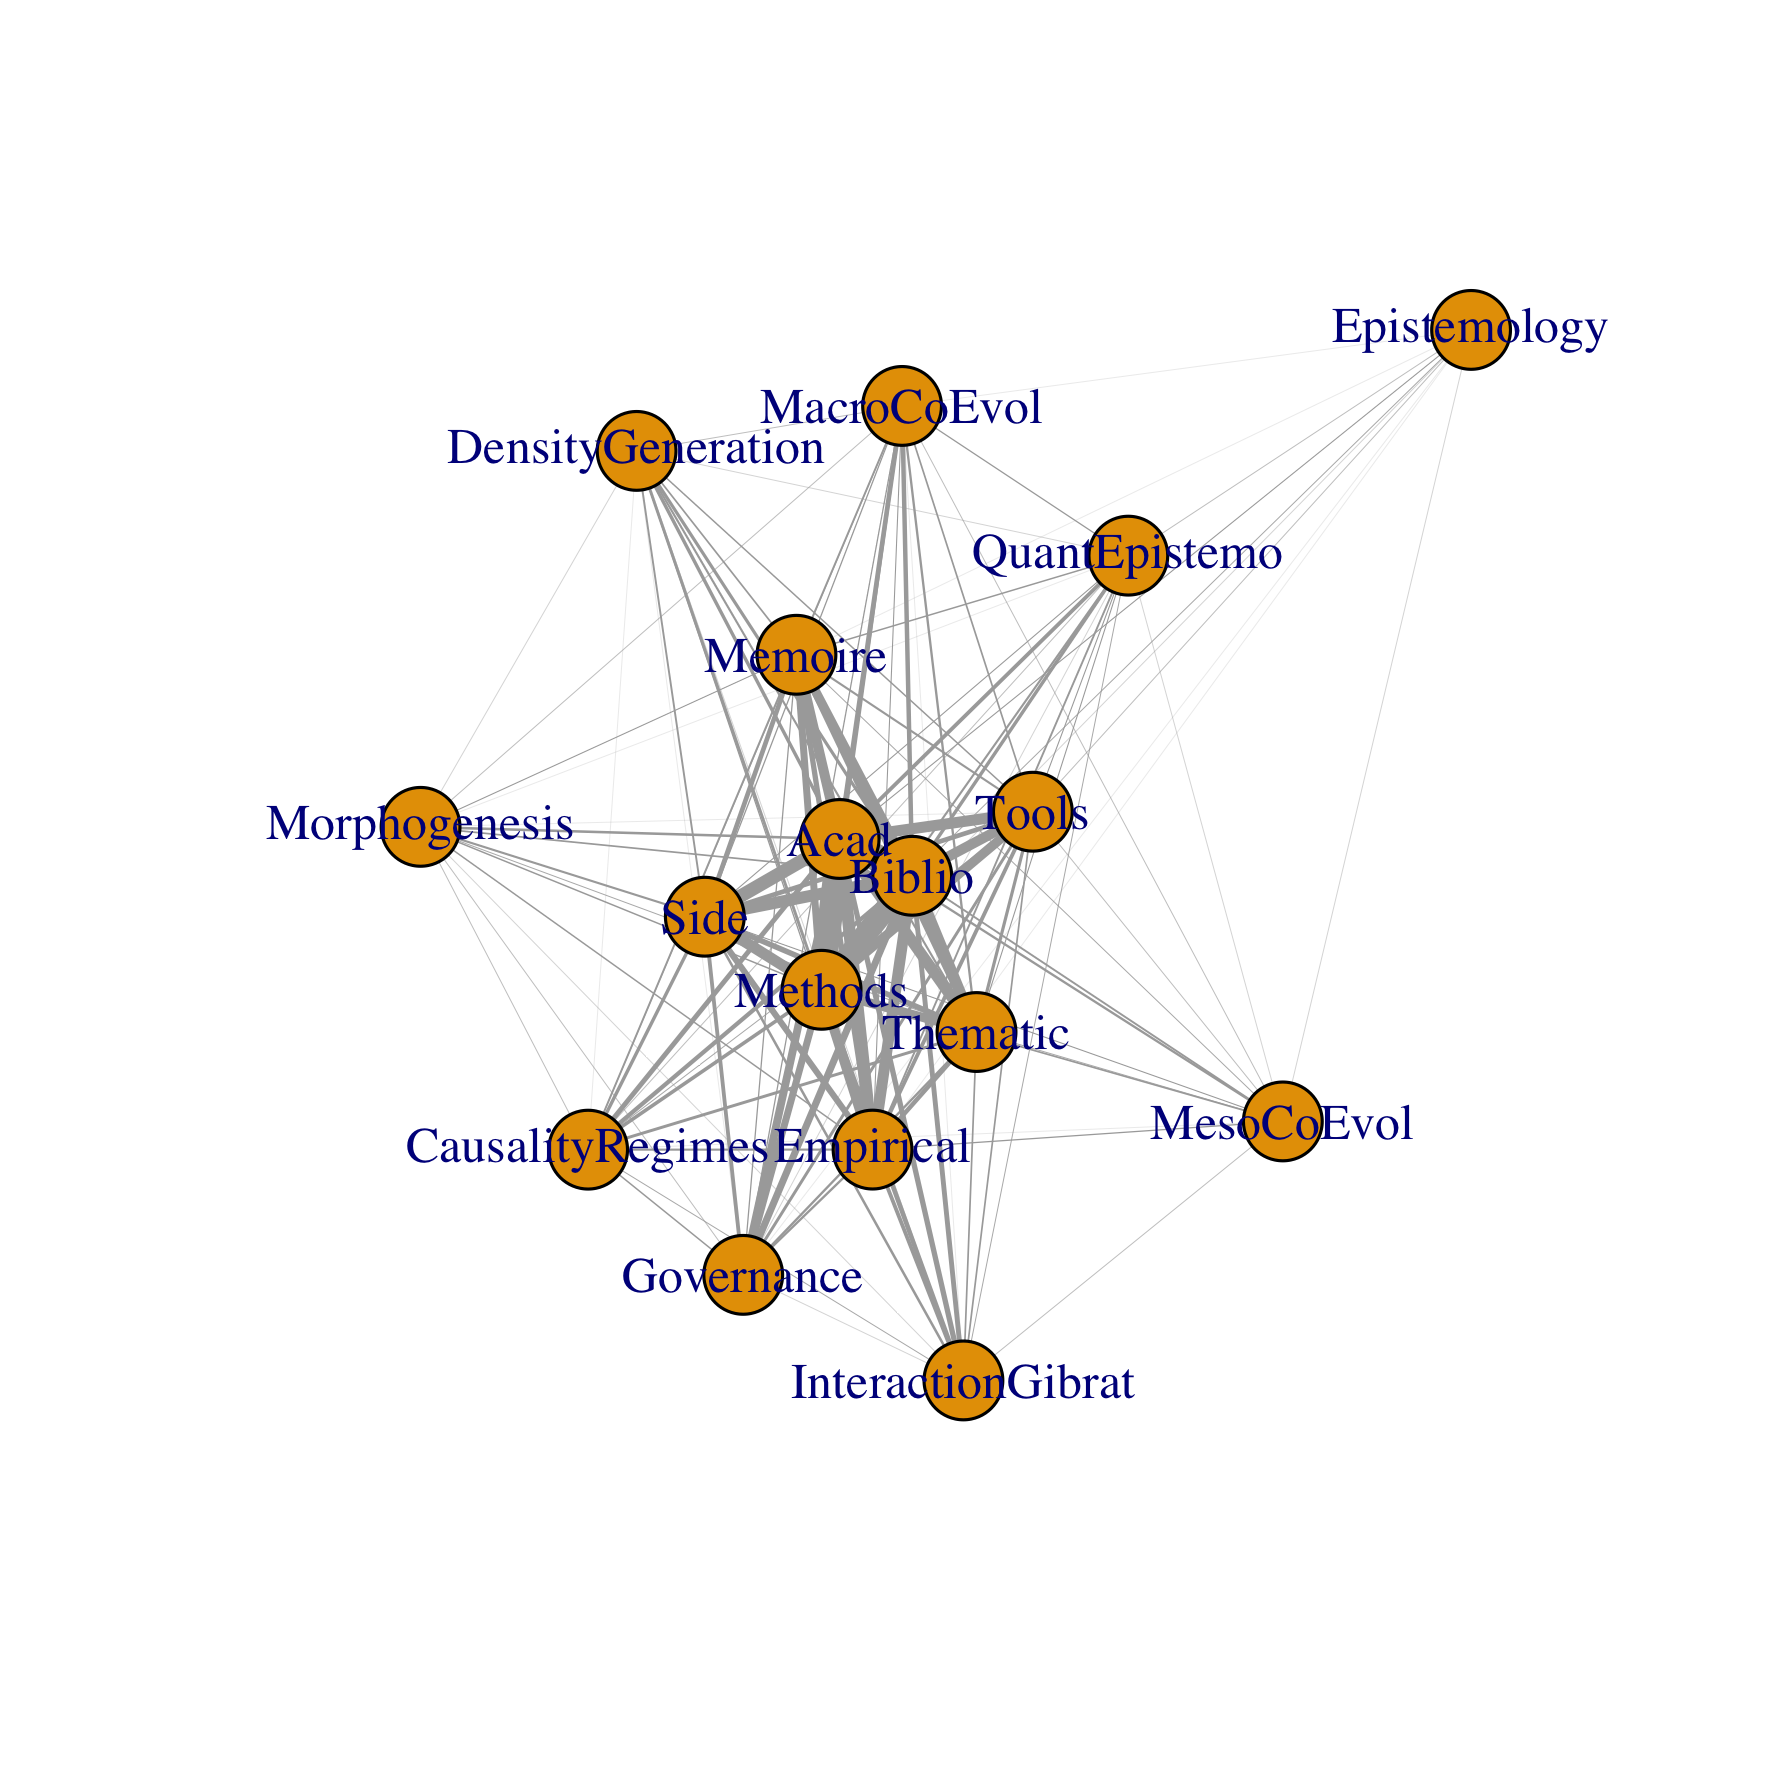 Epistemology
MacroCoEvol
DensityGeneration
QuantEpistemo
Memoire
Tools
Morphogenesis
Acad
Biblio
Side
Methods
Thematic
MesoCoEvol
CausalityRegimes
Empirical
Governance
InteractionGibrat